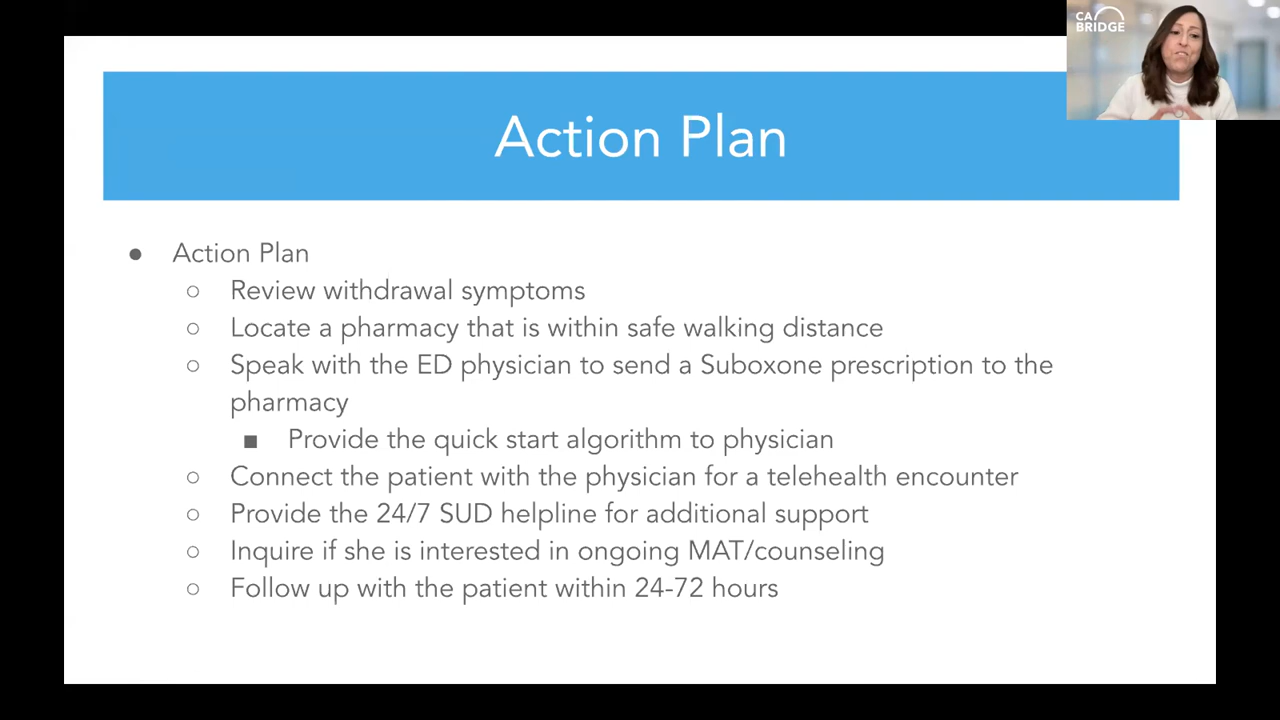 CA
BRIDGE
Action Plan
● Action Plan
○ Review withdrawal symptoms
○ Locate a pharmacy that is within safe walking distance
○ Speak with the ED physician to send a Suboxone prescription to the
pharmacy
■ Provide the quick start algorithm to physician
○ Connect the patient with the physician for a telehealth encounter
○ Provide the 24/7 SUD helpline for additional support
○ Inquire if she is interested in ongoing MAT/counseling
○ Follow up with the patient within 24-72 hours